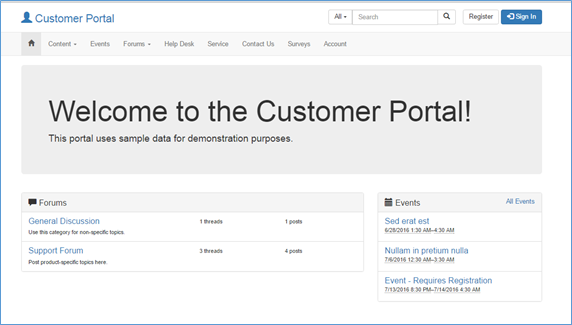 Customer Portal
All Search Register Sign In
Content Events Forums Help Desk Service Contact Us Surveys Account
Welcome to the Customer Portal!
This portal uses sample data for demonstration purposes.
Forums
General Discussion 1 threads 1 posts
Use this category for non-specific topics.
Support Forum 3 threads 4 posts
Post product-specific topics here.
Events All Events
Sed erat est
6/28/2016 1:30 AM–4:30 AM
Nullam in pretium nulla
7/6/2016 12:30 AM–3:30 AM
Event - Requires Registration
7/13/2016 8:30 PM–7/14/2016 4:30 AM